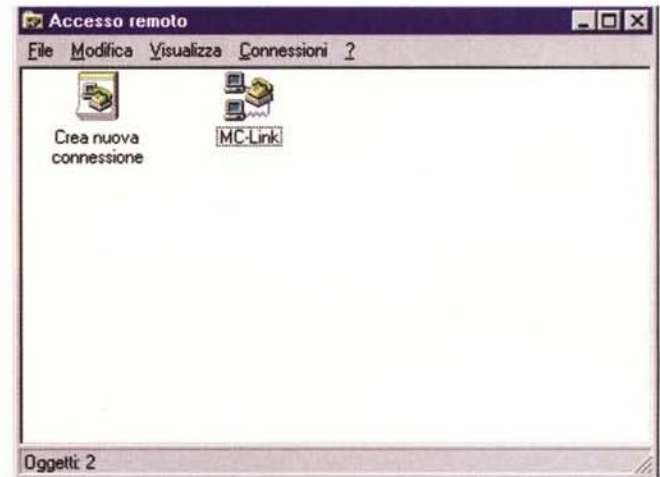 Accesso remoto
File Modifica Visualizza Connessioni ?
Crea nuova
connessione
MC-Link
Oggetti: 2